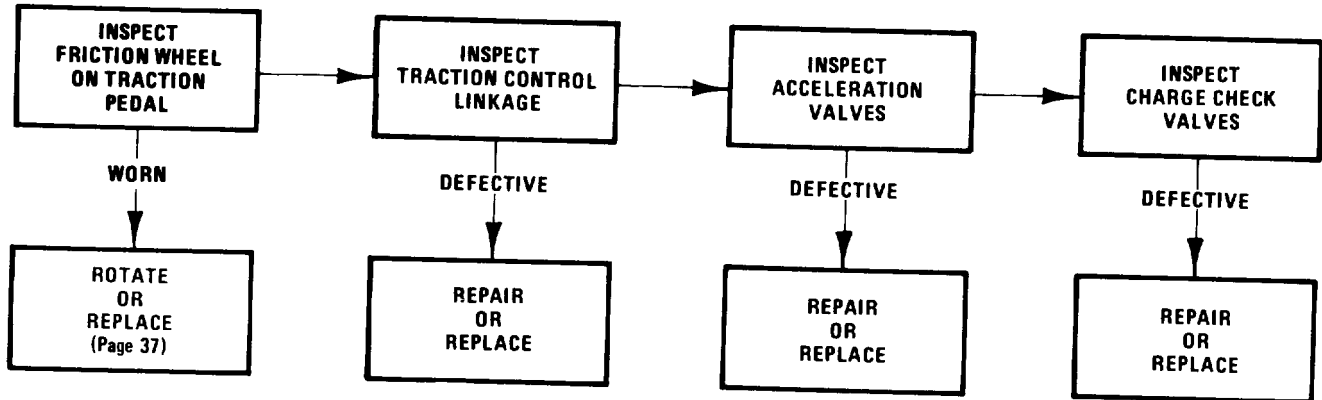 INSPECT
FRICTION WHEEL
ON TRACTION
PEDAL
INSPECT
TRACTION CONTROL
LINKAGE
INSPECT
ACCELERATION
VALVES
INSPECT
CHARGE CHECK
VALVES
WORN
DEFECTIVE
DEFECTIVE
DEFECTIVE
ROTATE
OR
REPLACE
(Page 37)
REPAIR
OR
REPLACE
REPAIR
OR
REPLACE
REPAIR
OR
REPLACE